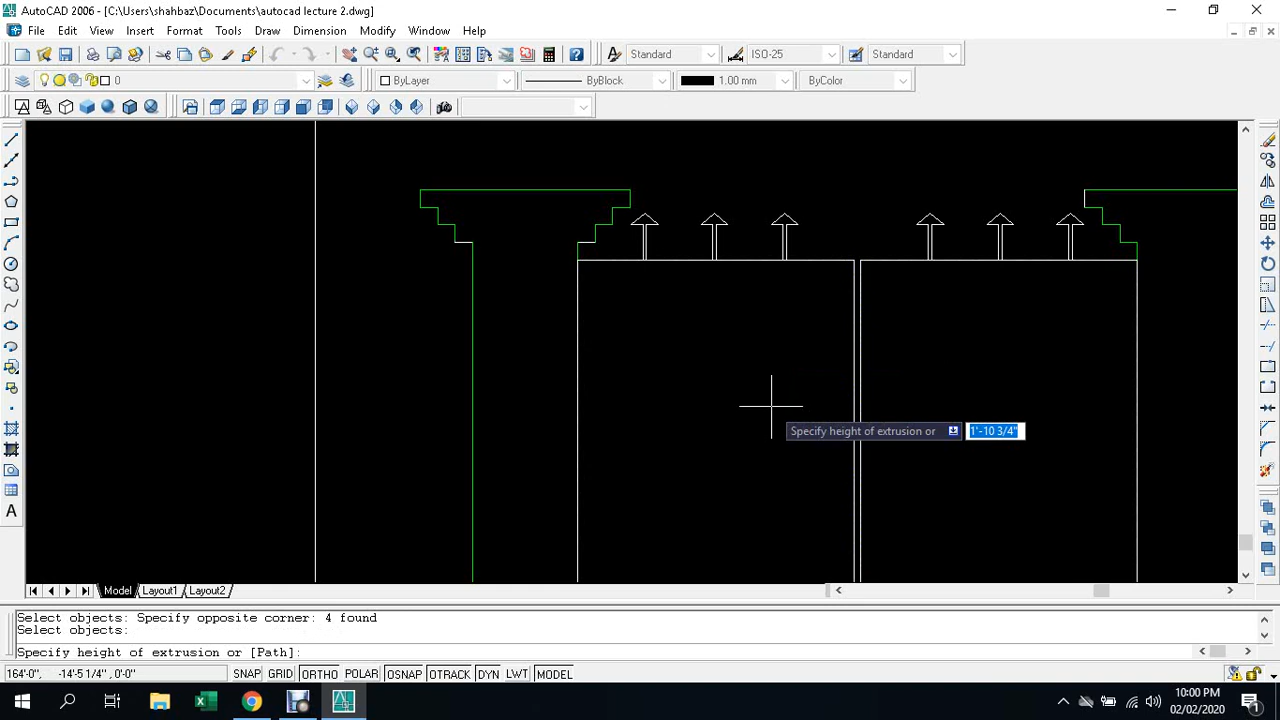 AutoCAD 2006 - [C:\Users\shahbaz\Documents\autocad lecture 2.dwg]
File Edit View Insert Format Tools Draw Dimension Modify Window Help
Standard ISO-25 Standard
0 ByLayer ByBlock 1.00 mm ByColor
Specify height of extrusion or 1'-10 3/4"
A
Model Layout1 Layout2
Select objects: Specify opposite corner: 4 found
Select objects:
Specify height of extrusion or [Path]:
164'-0", -14'-5 1/4", 0'-0" SNAP GRID ORTHO POLAR OSNAP OTRACK DYN LWT MODEL
10:00 PM
02/02/2020
1